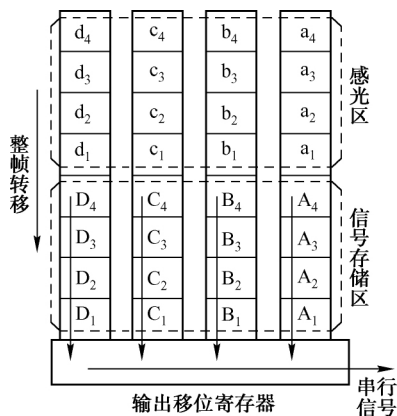 d₄ c₄ b₄ a₄
d₃ c₃ b₃ a₃
d₂ c₂ b₂ a₂
d₁ c₁ b₁ a₁
感光区
整帧转移
D₄ C₄ B₄ A₄
D₃ C₃ B₃ A₃
D₂ C₂ B₂ A₂
D₁ C₁ B₁ A₁
信号存储区
输出移位寄存器
串行
信号